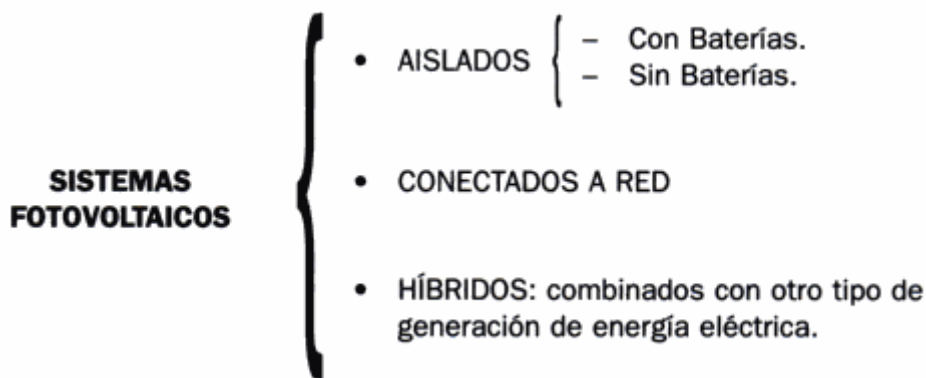 SISTEMAS
FOTOVOLTAICOS
• AISLADOS
– Con Baterías.
– Sin Baterías.
• CONECTADOS A RED
• HÍBRIDOS: combinados con otro tipo de
generación de energía eléctrica.